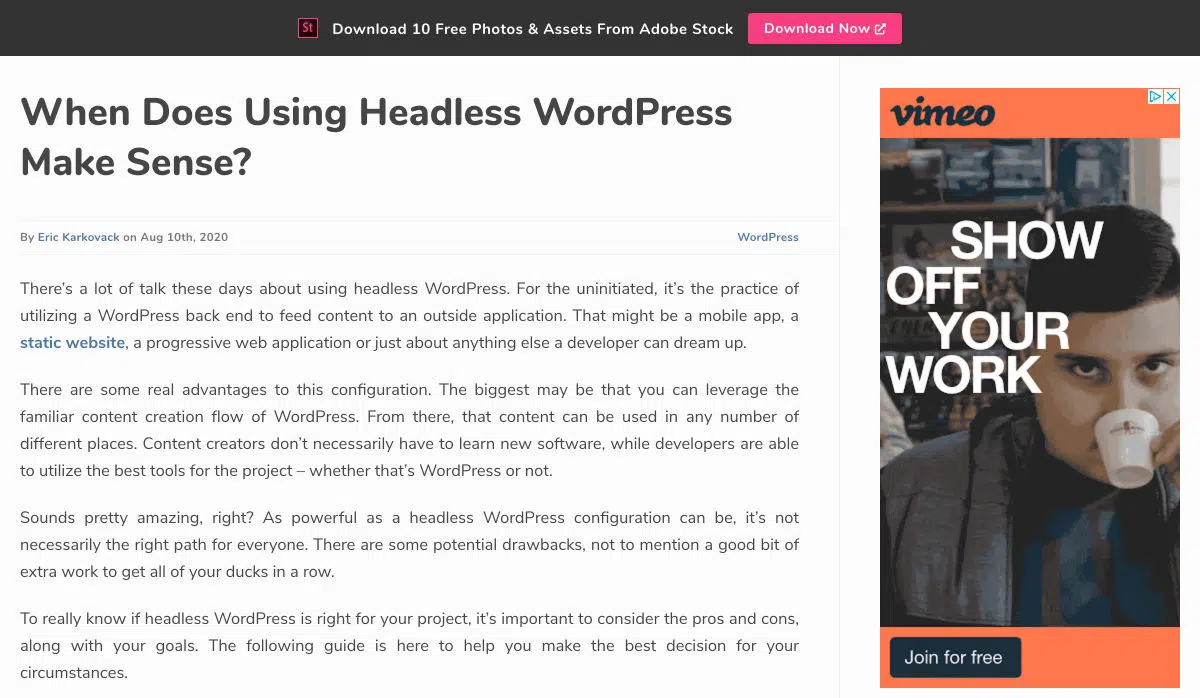 St Download 10 Free Photos & Assets From Adobe Stock Download Now
When Does Using Headless WordPress
Make Sense?
By Eric Karkovack on Aug 10th, 2020 WordPress
There’s a lot of talk these days about using headless WordPress. For the uninitiated, it’s the practice of
utilizing a WordPress back end to feed content to an outside application. That might be a mobile app, a
static website, a progressive web application or just about anything else a developer can dream up.
There are some real advantages to this configuration. The biggest may be that you can leverage the
familiar content creation flow of WordPress. From there, that content can be used in any number of
different places. Content creators don’t necessarily have to learn new software, while developers are able
to utilize the best tools for the project – whether that’s WordPress or not.
Sounds pretty amazing, right? As powerful as a headless WordPress configuration can be, it’s not
necessarily the right path for everyone. There are some potential drawbacks, not to mention a good bit of
extra work to get all of your ducks in a row.
To really know if headless WordPress is right for your project, it’s important to consider the pros and cons,
along with your goals. The following guide is here to help you make the best decision for your
circumstances.
vimeo
SHOW
OFF
YOUR
WORK
Join for free